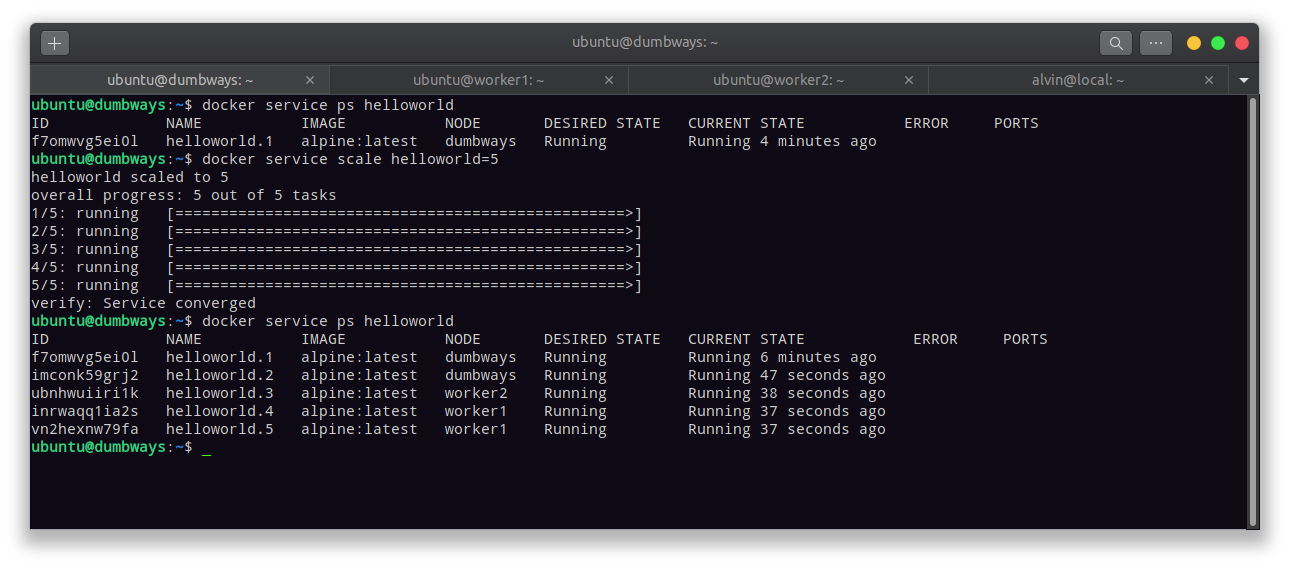 ubuntu@dumbways: ~
ubuntu@dumbways: ~ × ubuntu@worker1: ~ × ubuntu@worker2: ~ × alvin@local: ~ ×
ubuntu@dumbways:~$ docker service ps helloworld
ID NAME IMAGE NODE DESIRED STATE CURRENT STATE ERROR PORTS
f7omwvg5ei0l helloworld.1 alpine:latest dumbways Running Running 4 minutes ago
ubuntu@dumbways:~$ docker service scale helloworld=5
helloworld scaled to 5
overall progress: 5 out of 5 tasks
1/5: running [==================================================>]
2/5: running [==================================================>]
3/5: running [==================================================>]
4/5: running [==================================================>]
5/5: running [==================================================>]
verify: Service converged
ubuntu@dumbways:~$ docker service ps helloworld
ID NAME IMAGE NODE DESIRED STATE CURRENT STATE ERROR PORTS
f7omwvg5ei0l helloworld.1 alpine:latest dumbways Running Running 6 minutes ago
imconk59grj2 helloworld.2 alpine:latest dumbways Running Running 47 seconds ago
ubnhwuiiri1k helloworld.3 alpine:latest worker2 Running Running 38 seconds ago
inrwaqq1ia2s helloworld.4 alpine:latest worker1 Running Running 37 seconds ago
vn2hexnw79fa helloworld.5 alpine:latest worker1 Running Running 37 seconds ago
ubuntu@dumbways:~$ _